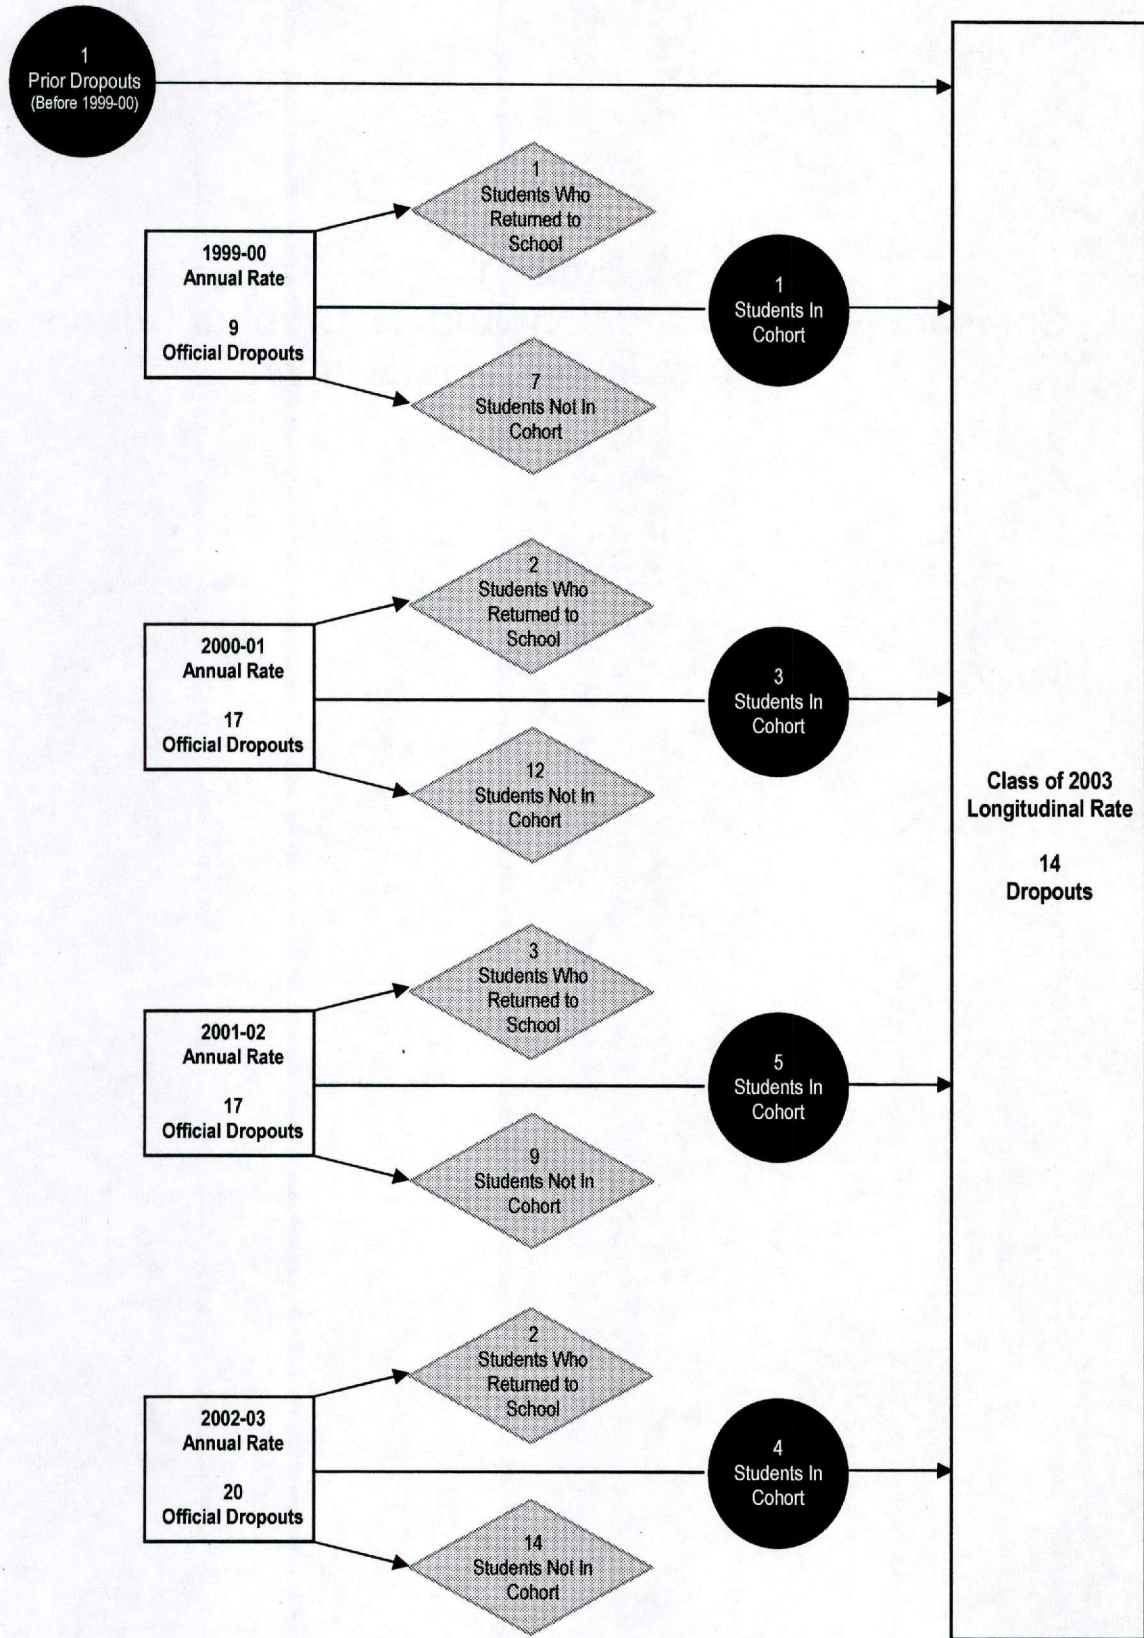 1
Prior Dropouts
(Before 1999-00)
1
Students Who
Returned to
School
1999-00
Annual Rate
9
Official Dropouts
1
Students In
Cohort
7
Students Not In
Cohort
2
Students Who
Returned to
School
2000-01
Annual Rate
17
Official Dropouts
3
Students In
Cohort
12
Students Not In
Cohort
Class of 2003
Longitudinal Rate
14
Dropouts
3
Students Who
Returned to
School
2001-02
Annual Rate
17
Official Dropouts
5
Students In
Cohort
9
Students Not In
Cohort
2
Students Who
Returned to
School
2002-03
Annual Rate
20
Official Dropouts
4
Students In
Cohort
14
Students Not In
Cohort